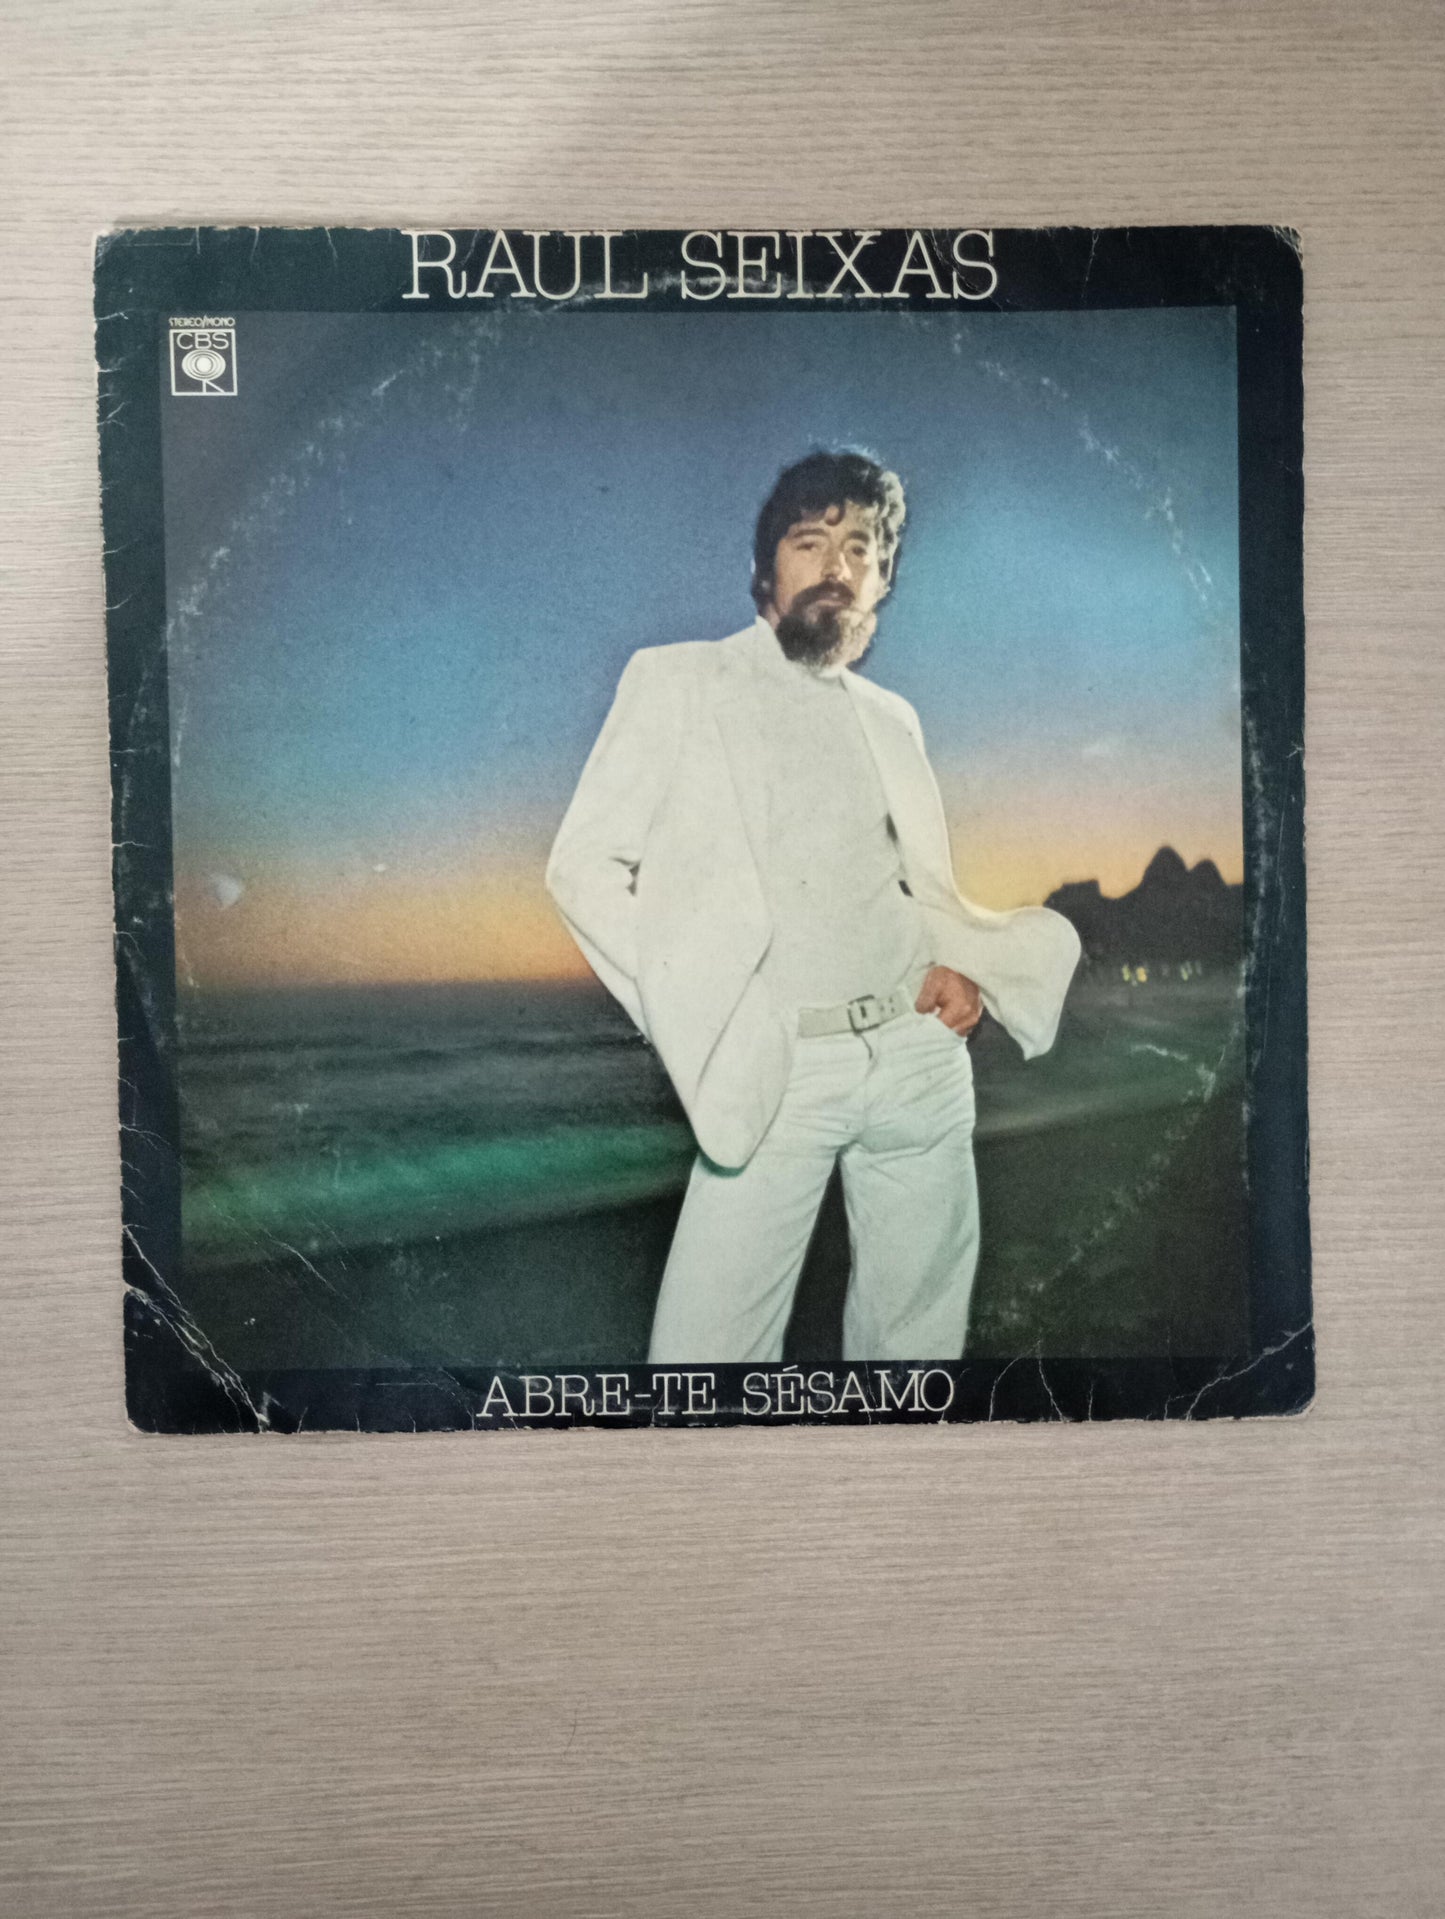 RAUL SEIXAS
STEREO/MONO
CBS
ABRE-TE SÉSAMO